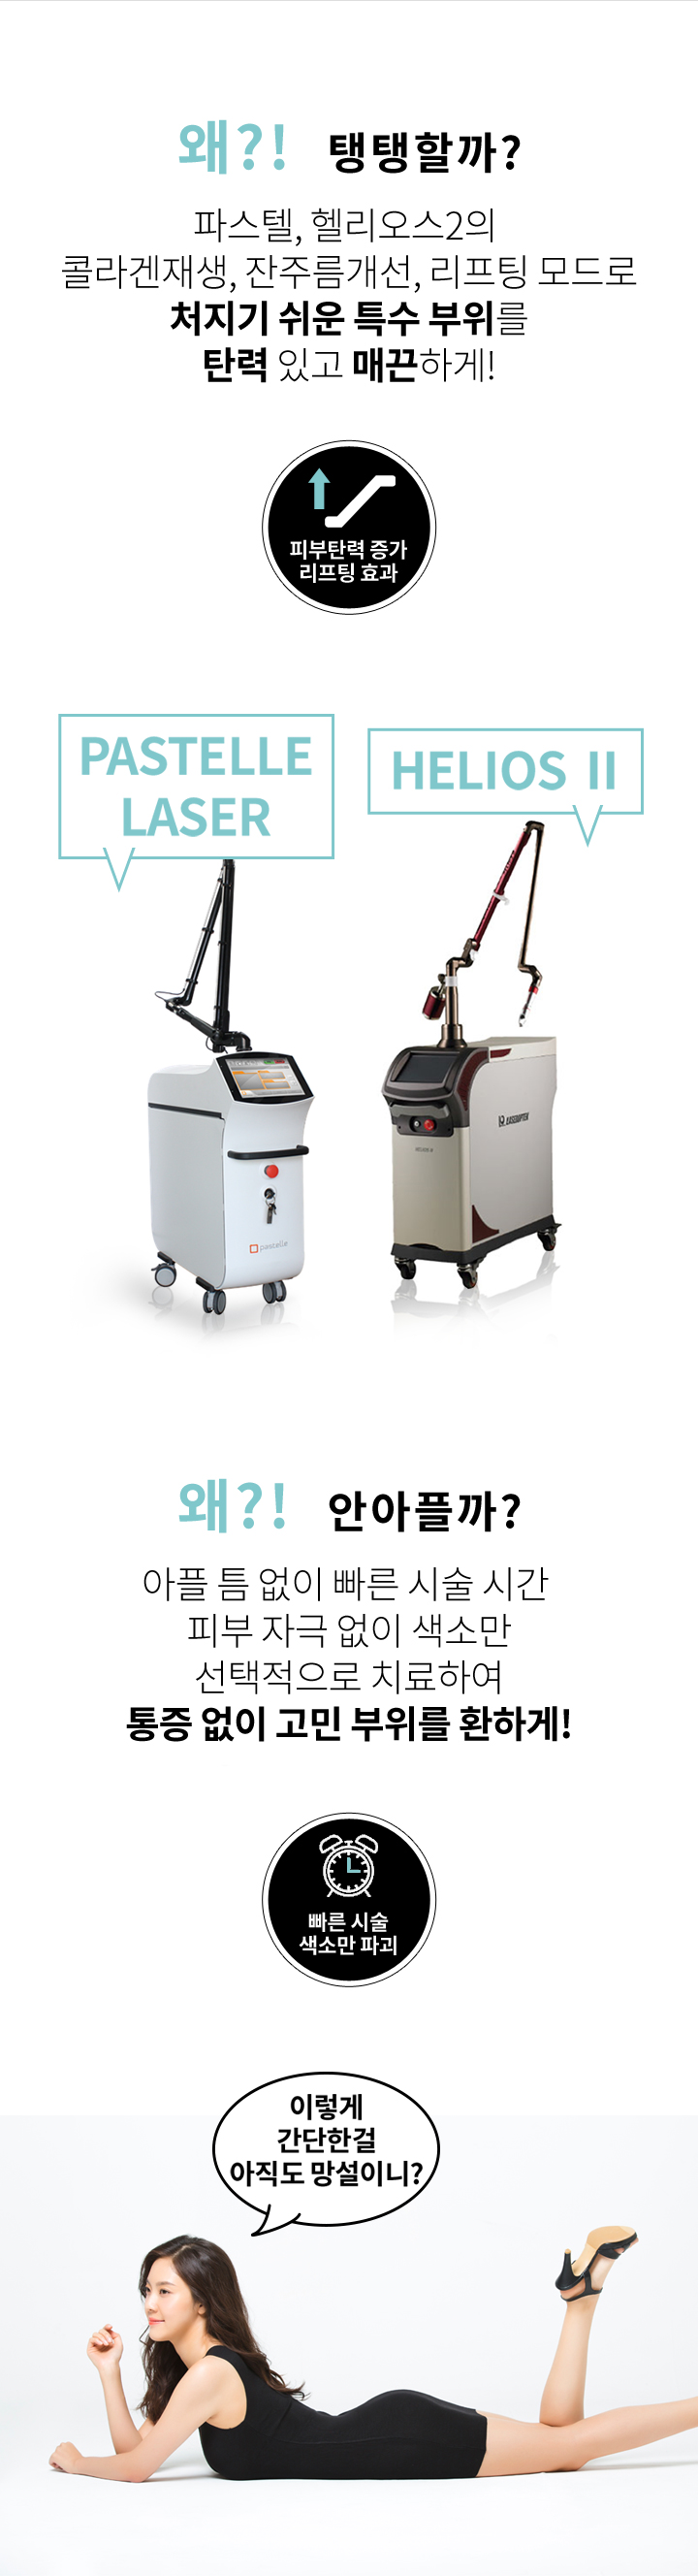 왜?! 탱탱할까?
파스텔, 헬리오스2의
콜라겐재생, 잔주름개선, 리프팅 모드로
처지기 쉬운 특수 부위를
탄력 있고 매끈하게!
피부탄력 증가
리프팅 효과
PASTELLE
LASER
HELIOS II
LASEROPTEK
HELIOS III
pastelle
왜?! 안아플까?
아플 틈 없이 빠른 시술 시간
피부 자극 없이 색소만
선택적으로 치료하여
통증 없이 고민 부위를 환하게!
빠른 시술
색소만 파괴
이렇게
간단한걸
아직도 망설이니?